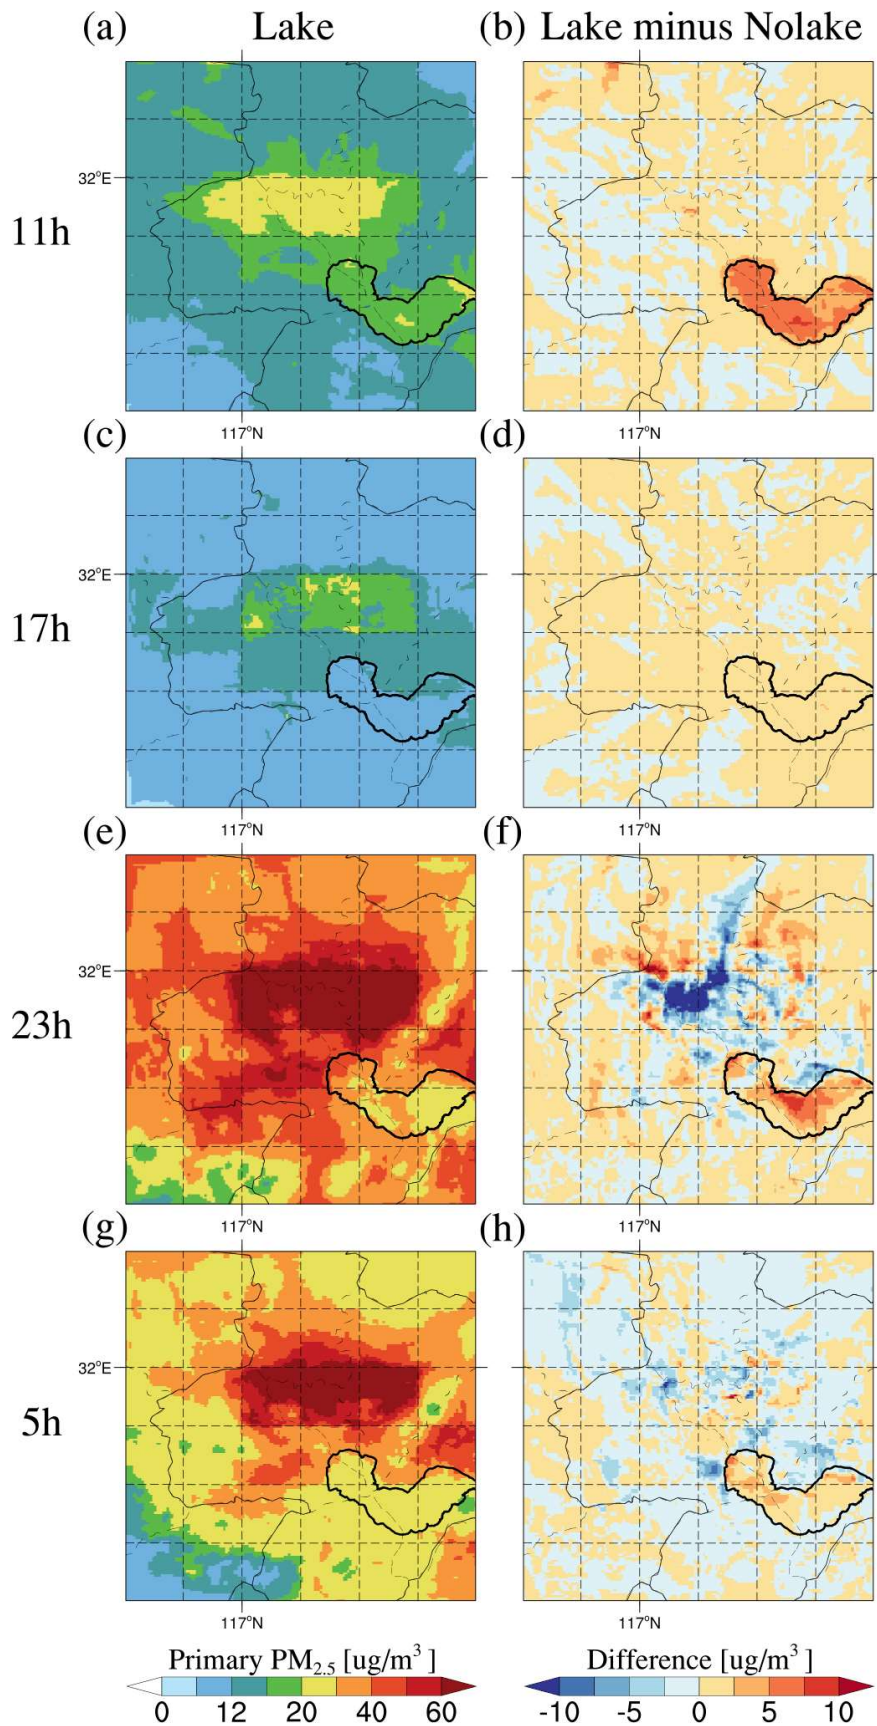 (a) Lake (b) Lake minus Nolake
32°E
11h
117°N 117°N
(c) (d)
32°E
17h
117°N 117°N
(e) (f)
32°E
23h
117°N 117°N
(g) (h)
32°E
5h
117°N 117°N
Primary PM2.5 [ug/m³] Difference [ug/m³]
0 12 20 40 60 -10 -5 0 5 10